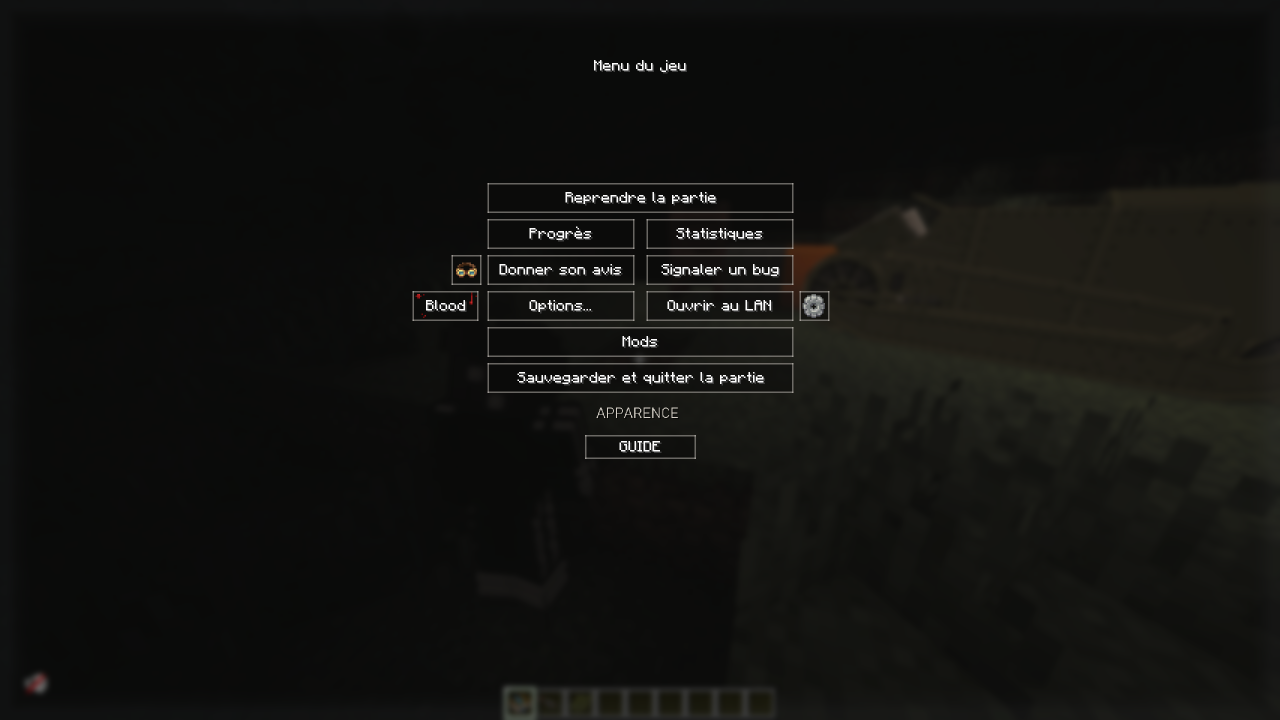 Menu du jeu
Reprendre la partie
Progrès
Statistiques
Donner son avis
Signaler un bug
Blood
Options...
Ouvrir au LAN
Mods
Sauvegarder et quitter la partie
APPARENCE
GUIDE